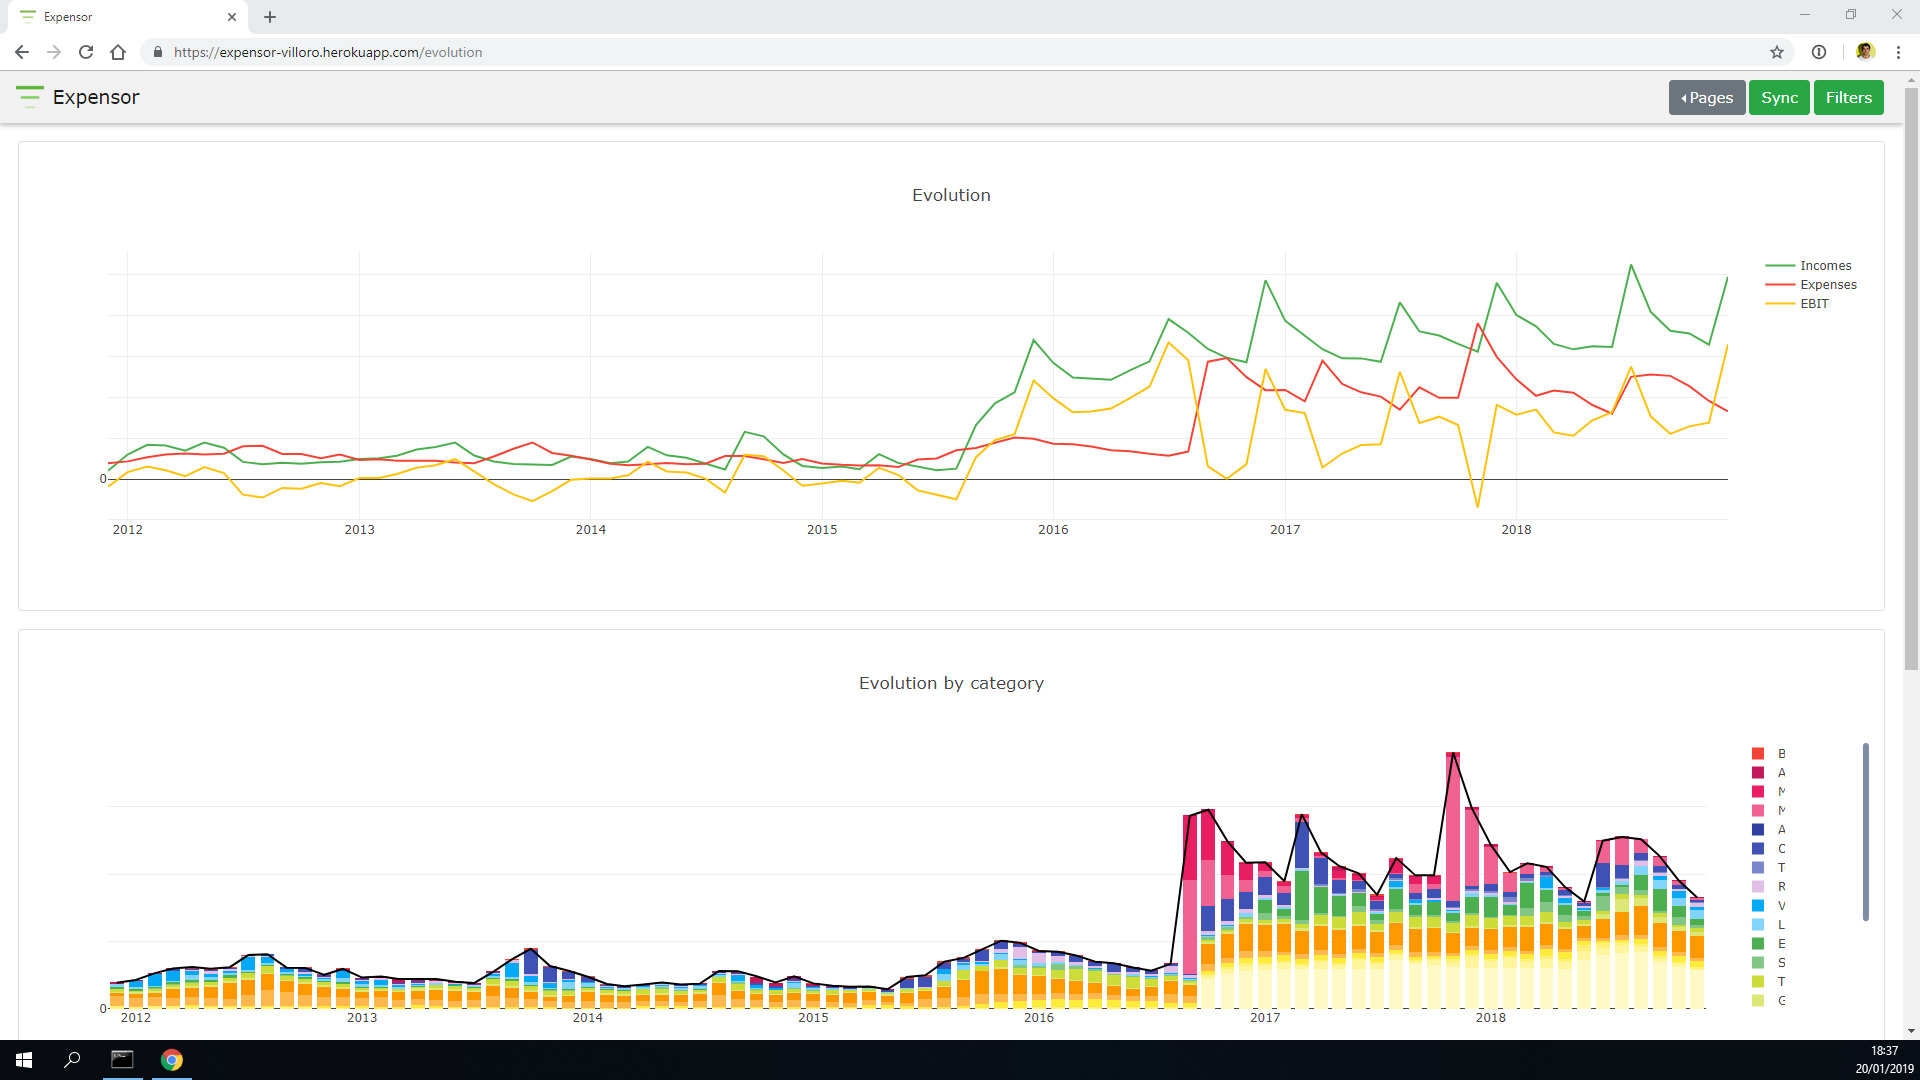 Expensor
https://expensor-villoro.herokuapp.com/evolution
Expensor
Pages Sync Filters
Evolution
Incomes
Expenses
EBIT
0
2012 2013 2014 2015 2016 2017 2018
Evolution by category
B
A
A
T
R
V
L
E
S
T
0
2012 2013 2014 2015 2016 2017 2018
18:37
20/01/2019